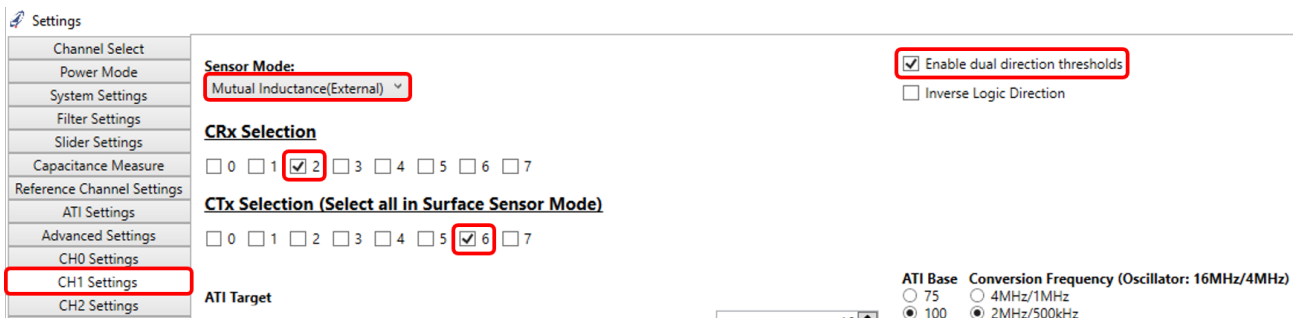 Settings
Channel Select
Power Mode
System Settings
Filter Settings
Slider Settings
Capacitance Measure
Reference Channel Settings
ATI Settings
Advanced Settings
CH0 Settings
CH1 Settings
CH2 Settings
Sensor Mode:
Mutual Inductance(External)
CRx Selection
0 1 2 3 4 5 6 7
CTx Selection (Select all in Surface Sensor Mode)
0 1 2 3 4 5 6 7
ATI Target
Enable dual direction thresholds
Inverse Logic Direction
ATI Base Conversion Frequency (Oscillator: 16MHz/4MHz)
75 4MHz/1MHz
100 2MHz/500kHz